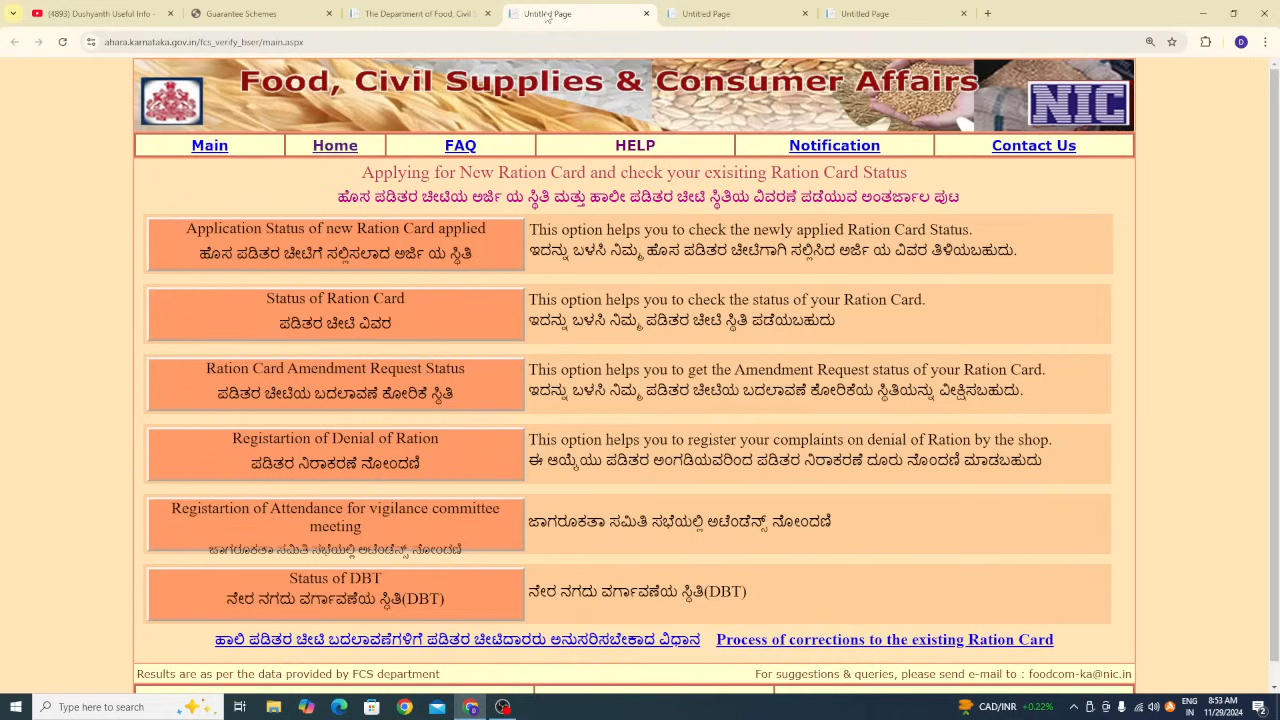 (4893) Dushyanth Useful Info -
Guarantee Schemes
The Department of Food, Civil S
Untitled Page
Untitled Page
Untitled Page
ahara.karnataka.gov.in/fcs_verify_bser/main.aspx
D
Food, Civil Supplies & Consumer Affairs
NIC
Main Home FAQ HELP Notification Contact Us
Applying for New Ration Card and check your exisiting Ration Card Status
ಹೊಸ ಪಡಿತರ ಚೀಟಿಯ ಅರ್ಜಿ ಯ ಸ್ಥಿತಿ ಮತ್ತು ಹಾಲೀ ಪಡಿತರ ಚೀಟಿ ಸ್ಥಿತಿಯ ವಿವರಣೆ ಪಡೆಯುವ ಅಂತರ್ಜಾಲ ಪುಟ
Application Status of new Ration Card applied
ಹೊಸ ಪಡಿತರ ಚೀಟಿಗೆ ಸಲ್ಲಿಸಲಾದ ಅರ್ಜಿ ಯ ಸ್ಥಿತಿ
This option helps you to check the newly applied Ration Card Status.
ಇದನ್ನು ಬಳಸಿ ನಿಮ್ಮ ಹೊಸ ಪಡಿತರ ಚೀಟಿಗಾಗಿ ಸಲ್ಲಿಸಿದ ಅರ್ಜಿ ಯ ವಿವರ ತಿಳಿಯಬಹುದು.
Status of Ration Card
ಪಡಿತರ ಚೀಟಿ ವಿವರ
This option helps you to check the status of your Ration Card.
ಇದನ್ನು ಬಳಸಿ ನಿಮ್ಮ ಪಡಿತರ ಚೀಟಿ ಸ್ಥಿತಿ ಪಡೆಯಬಹುದು
Ration Card Amendment Request Status
ಪಡಿತರ ಚೀಟಿಯ ಬದಲಾವಣೆ ಕೋರಿಕೆ ಸ್ಥಿತಿ
This option helps you to get the Amendment Request status of your Ration Card.
ಇದನ್ನು ಬಳಸಿ ನಿಮ್ಮ ಪಡಿತರ ಚೀಟಿಯ ಬದಲಾವಣೆ ಕೋರಿಕೆಯ ಸ್ಥಿತಿಯನ್ನು ವೀಕ್ಷಿಸಬಹುದು.
Registartion of Denial of Ration
ಪಡಿತರ ನಿರಾಕರಣೆ ನೋಂದಣಿ
This option helps you to register your complaints on denial of Ration by the shop.
ಈ ಆಯ್ಕೆಯು ಪಡಿತರ ಅಂಗಡಿಯವರಿಂದ ಪಡಿತರ ನಿರಾಕರಣೆ ದೂರು ನೊಂದಣಿ ಮಾಡಬಹುದು
Registartion of Attendance for vigilance committee
meeting
ಜಾಗರೂಕತಾ ಸಮಿತಿ ಸಭೆಯಲ್ಲಿ ಅಟೆಂಡೆನ್ಸ್ ನೋಂದಣಿ
ಜಾಗರೂಕತಾ ಸಮಿತಿ ಸಭೆಯಲ್ಲಿ ಅಟೆಂಡೆನ್ಸ್ ನೋಂದಣಿ
Status of DBT
ನೇರ ನಗದು ವರ್ಗಾವಣೆಯ ಸ್ಥಿತಿ(DBT)
ನೇರ ನಗದು ವರ್ಗಾವಣೆಯ ಸ್ಥಿತಿ(DBT)
ಹಾಲಿ ಪಡಿತರ ಚೀಟಿ ಬದಲಾವಣೆಗಳಿಗೆ ಪಡಿತರ ಚೀಟಿದಾರರು ಅನುಸರಿಸಬೇಕಾದ ವಿಧಾನ Process of corrections to the existing Ration Card
Results are as per the data provided by FCS department
For suggestions & queries, please send e-mail to : foodcom-ka@nic.in
Type here to search
CAD/INR +0.22%
ENG
IN
8:53 AM
11/29/2024
2